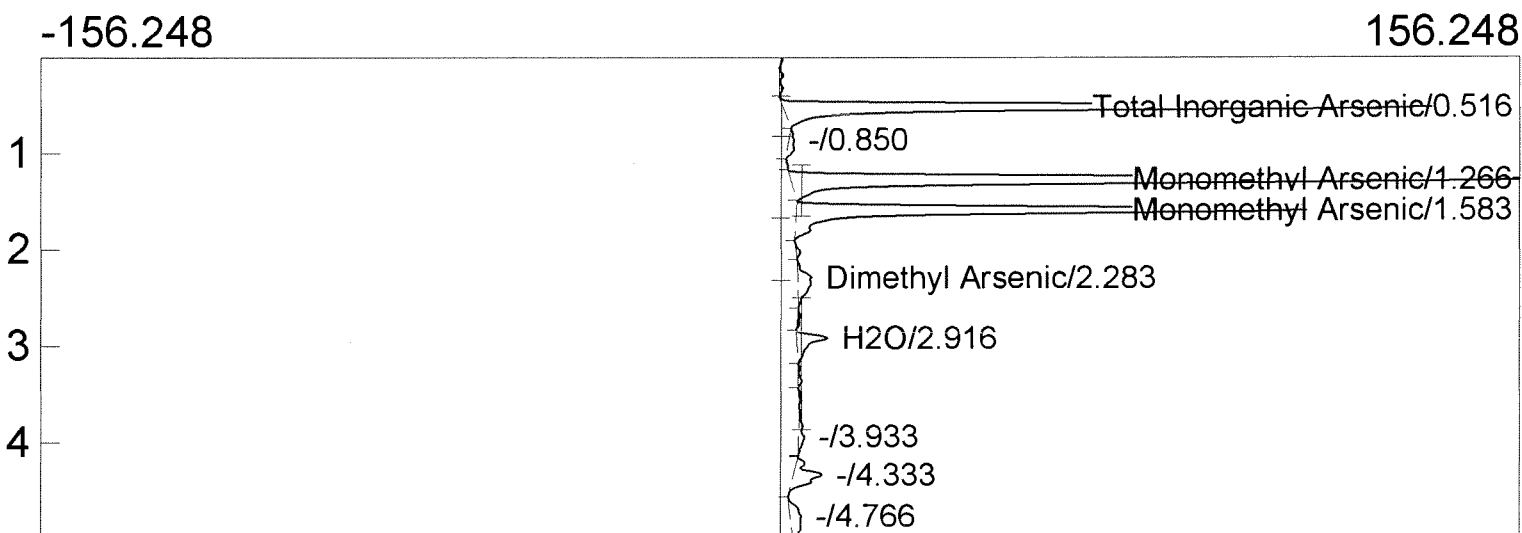 -156.248 156.248
Total Inorganic Arsenic/0.516
-/0.850
1
Monomethyl Arsenic/1.266
Monomethyl Arsenic/1.583
2
Dimethyl Arsenic/2.283
H2O/2.916
3
-/3.933
4
-/4.333
-/4.766